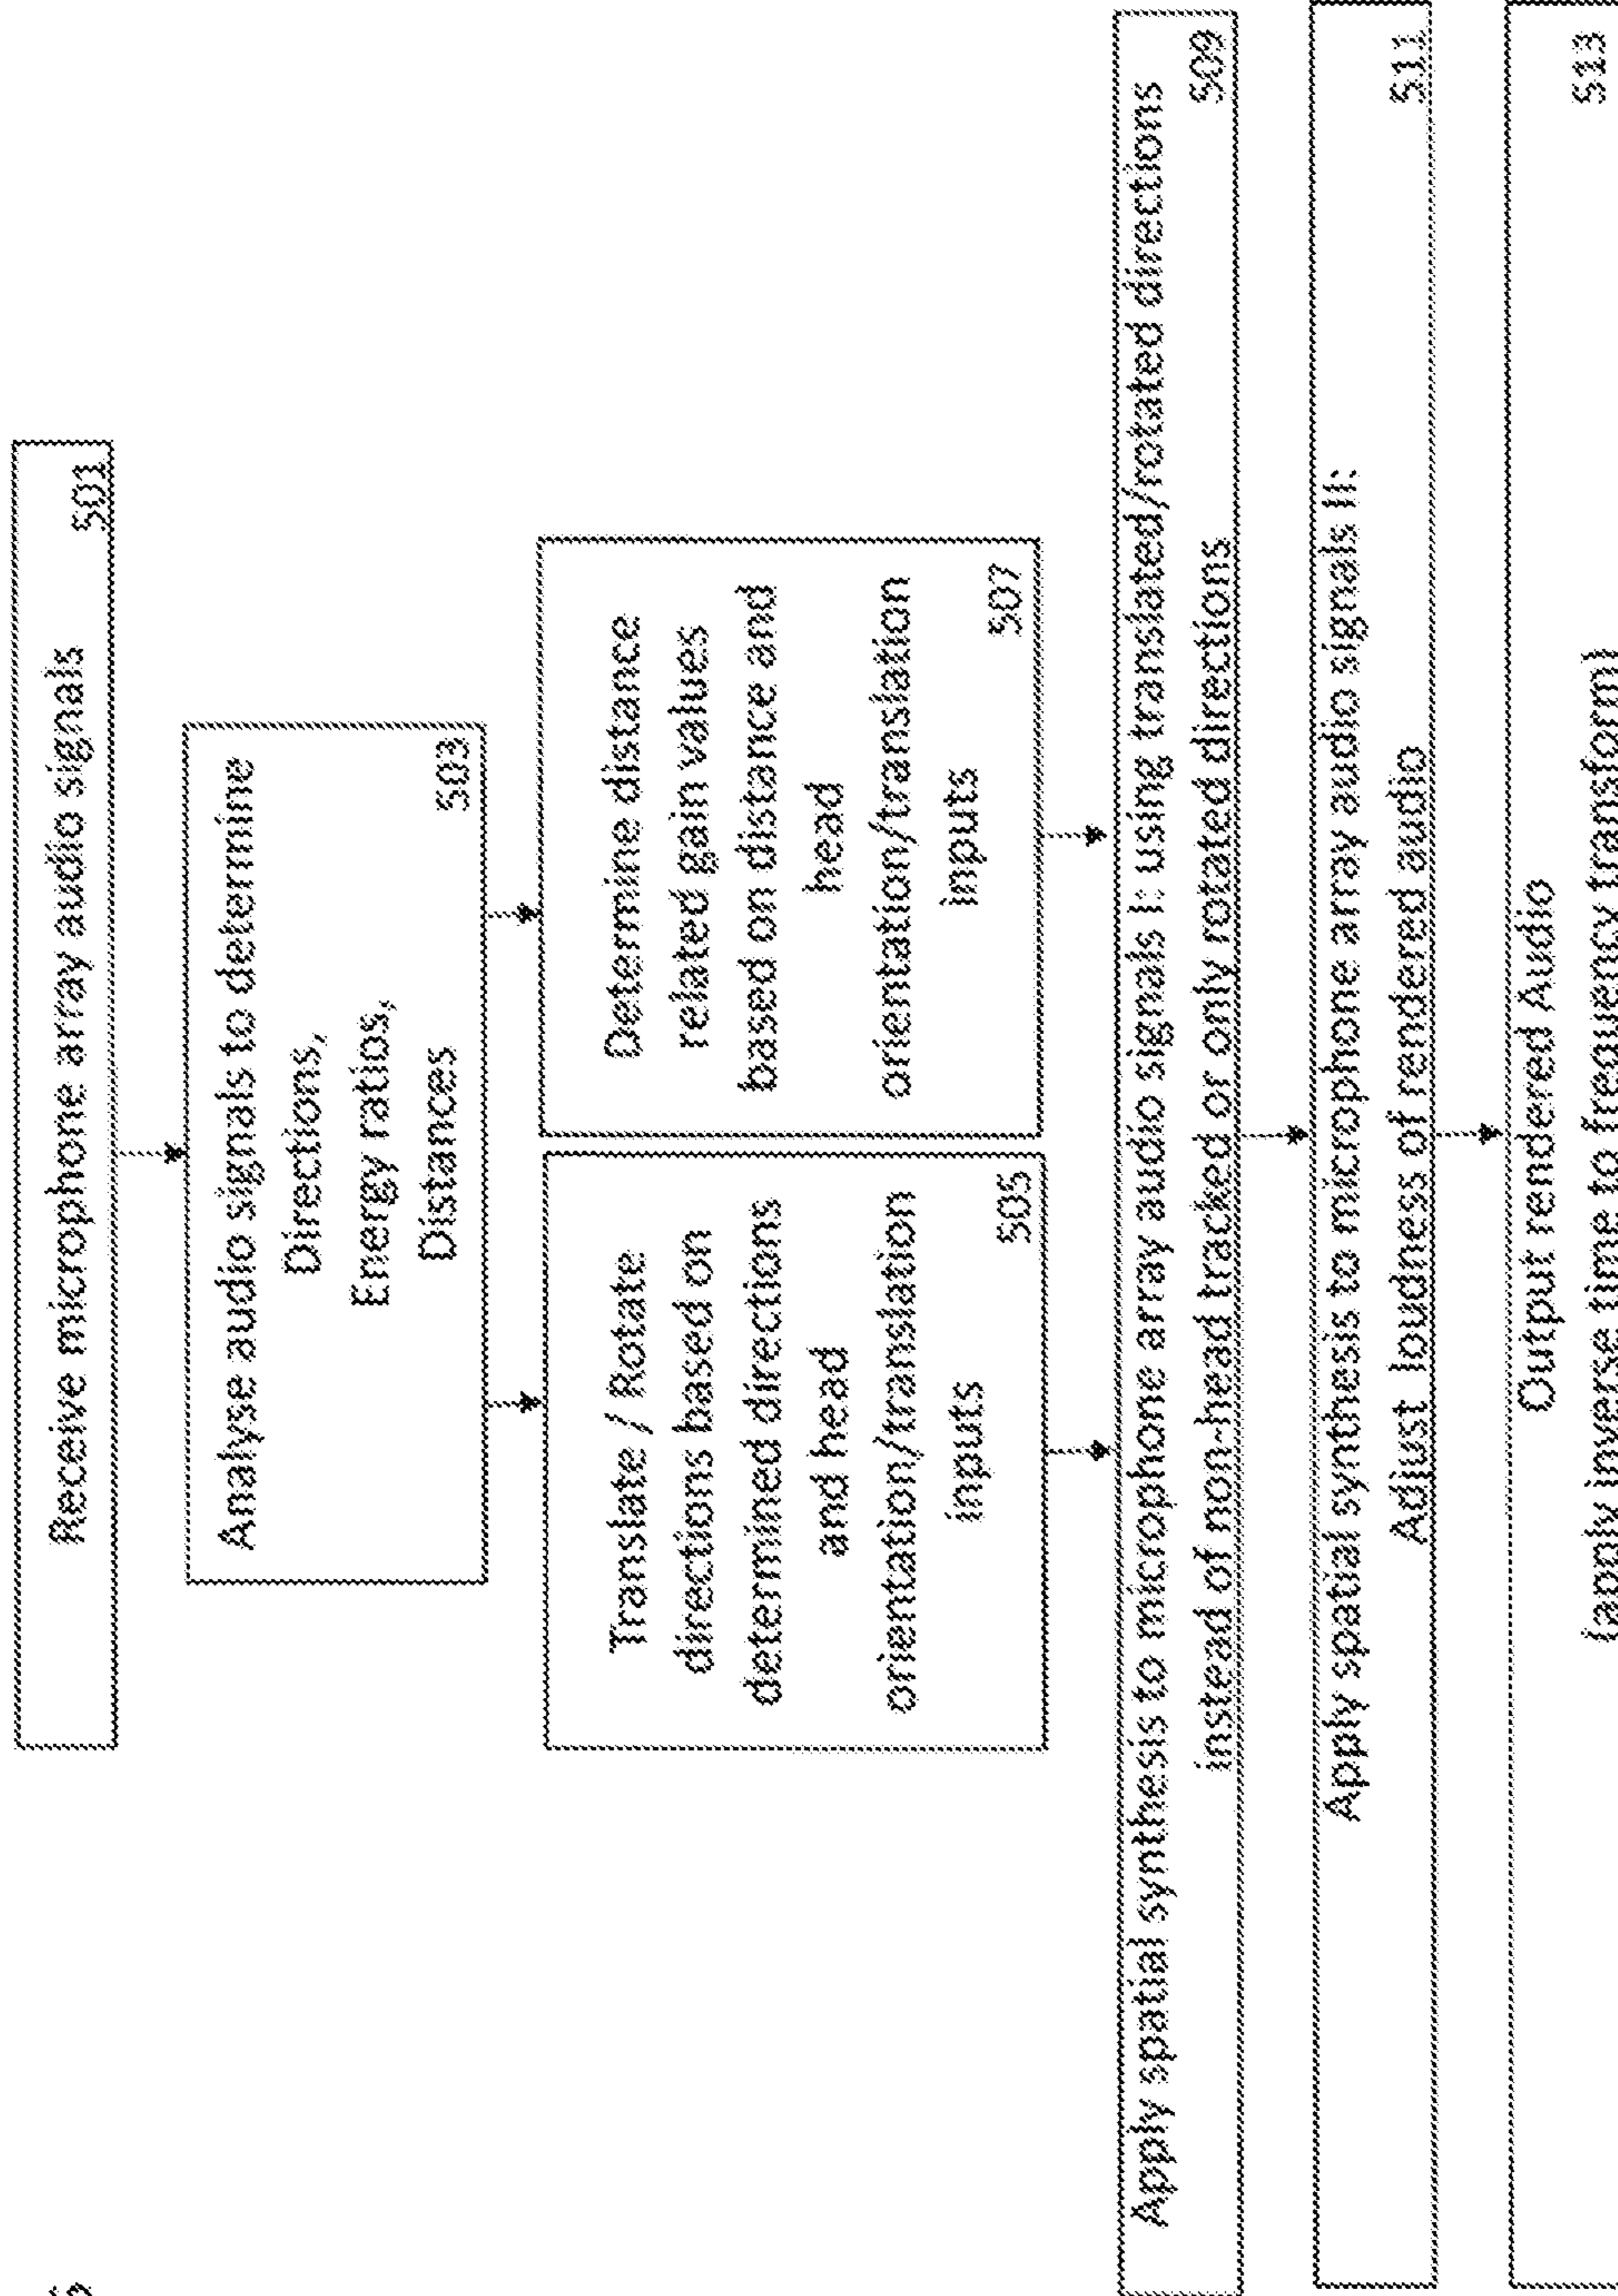 Receive microphone array audio signals
501
Analyse audio signals to determine
Directions,
Energy ratios,
Distances
503
Translate / Rotate
directions based on
determined directions
and head
orientation/translation
inputs
505
Determine distance
related gain values
based on distance and
head
orientation/translation
inputs
507
Apply spatial synthesis to microphone array audio signals I: using translated/rotated directions
instead of non-head tracked or only rotated directions
509
Apply spatial synthesis to microphone array audio signals II:
Adjust loudness of rendered audio
511
Output rendered Audio
(apply inverse time to frequency transform)
513